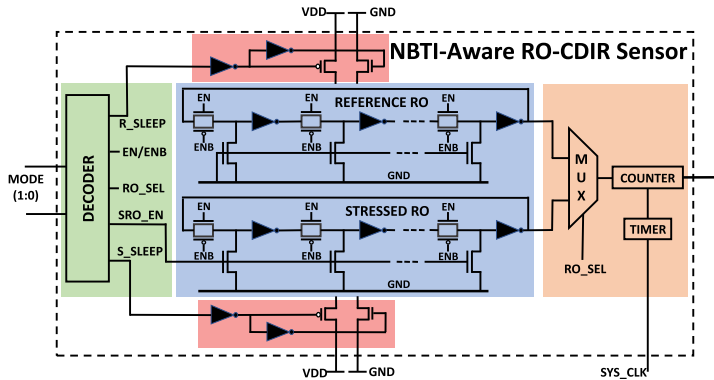 VDD GND
NBTI-Aware RO-CDIR Sensor
EN EN EN
REFERENCE RO
R_SLEEP
ENB ENB ENB
EN/ENB
MODE
(1:0)
DECODER
GND
MUX
COUNTER
RO_SEL
EN EN EN
STRESSED RO
SRO_EN
TIMER
S_SLEEP
ENB ENB ENB
RO_SEL
GND
VDD GND
SYS_CLK